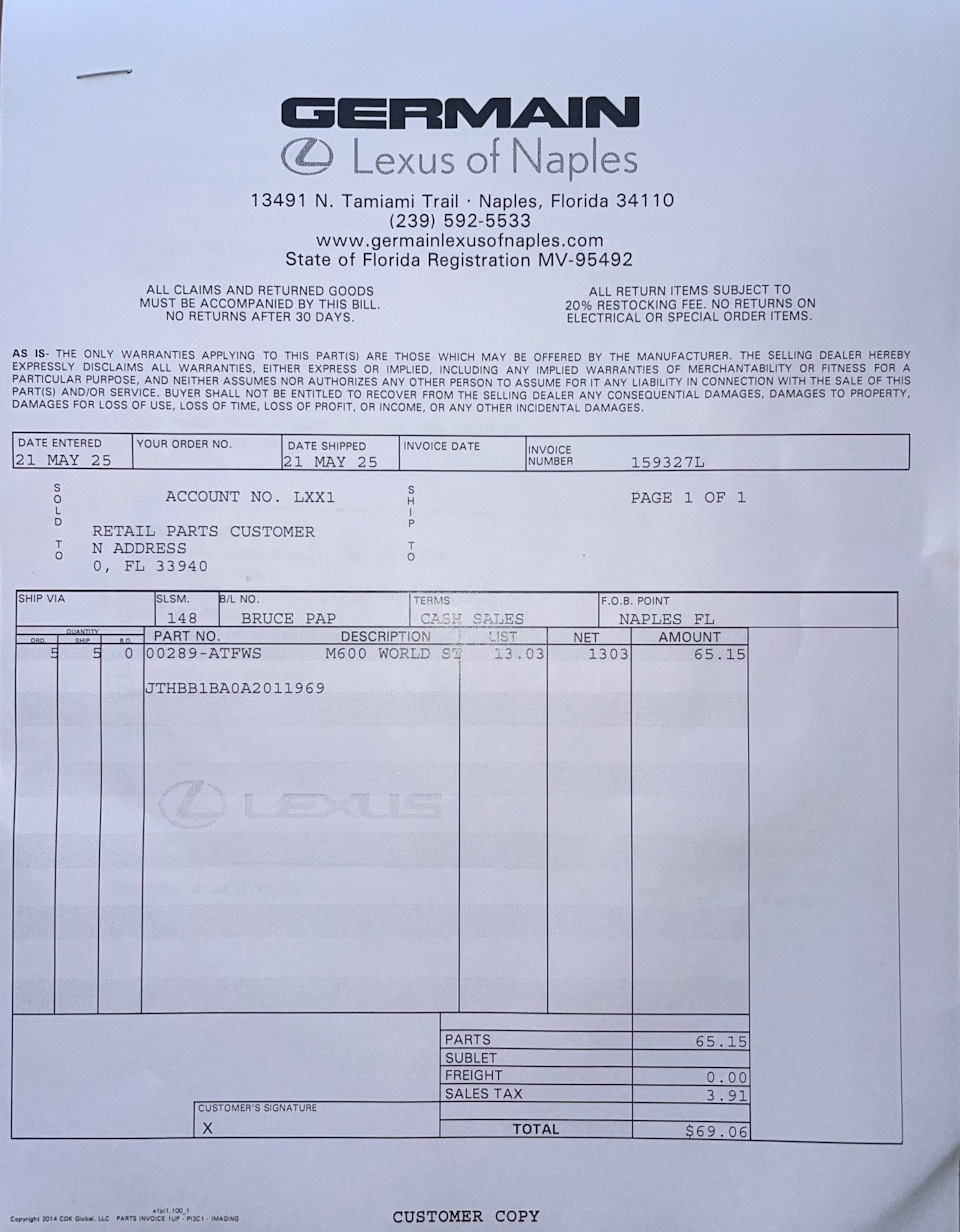 GERMAIN
Lexus of Naples
13491 N. Tamiami Trail · Naples, Florida 34110
(239) 592-5533
www.germainlexusofnaples.com
State of Florida Registration MV-95492
ALL CLAIMS AND RETURNED GOODS
MUST BE ACCOMPANIED BY THIS BILL.
NO RETURNS AFTER 30 DAYS.
ALL RETURN ITEMS SUBJECT TO
20% RESTOCKING FEE. NO RETURNS ON
ELECTRICAL OR SPECIAL ORDER ITEMS.
AS IS- THE ONLY WARRANTIES APPLYING TO THIS PART(S) ARE THOSE WHICH MAY BE OFFERED BY THE MANUFACTURER. THE SELLING DEALER HEREBY
EXPRESSLY DISCLAIMS ALL WARRANTIES, EITHER EXPRESS OR IMPLIED, INCLUDING ANY IMPLIED WARRANTIES OF MERCHANTABILITY OR FITNESS FOR A
PARTICULAR PURPOSE, AND NEITHER ASSUMES NOR AUTHORIZES ANY OTHER PERSON TO ASSUME FOR IT ANY LIABILITY IN CONNECTION WITH THE SALE OF THIS
PART(S) AND/OR SERVICE. BUYER SHALL NOT BE ENTITLED TO RECOVER FROM THE SELLING DEALER ANY CONSEQUENTIAL DAMAGES, DAMAGES TO PROPERTY,
DAMAGES FOR LOSS OF USE, LOSS OF TIME, LOSS OF PROFIT, OR INCOME, OR ANY OTHER INCIDENTAL DAMAGES.
DATE ENTERED YOUR ORDER NO. DATE SHIPPED INVOICE DATE INVOICE NUMBER
21 MAY 25 21 MAY 25 159327L
SOLD TO ACCOUNT NO. LXX1 SHIP TO PAGE 1 OF 1
RETAIL PARTS CUSTOMER
N ADDRESS
0, FL 33940
SHIP VIA SLSM. B/L NO. TERMS F.O.B. POINT
148 BRUCE PAP CASH SALES NAPLES FL
QUANTITY
ORD. SHIP B.O. PART NO. DESCRIPTION LIST NET AMOUNT
5 5 0 00289-ATFWS M600 WORLD ST 13.03 1303 65.15
JTHBB1BA0A2011969
LEXUS
PARTS 65.15
SUBLET
FREIGHT 0.00
SALES TAX 3.91
CUSTOMER'S SIGNATURE
X
TOTAL $69.06
x1pi1.100_1
Copyright 2014 CDK Global, LLC PARTS INVOICE 1UP - PI3C1 - IMAGING
CUSTOMER COPY